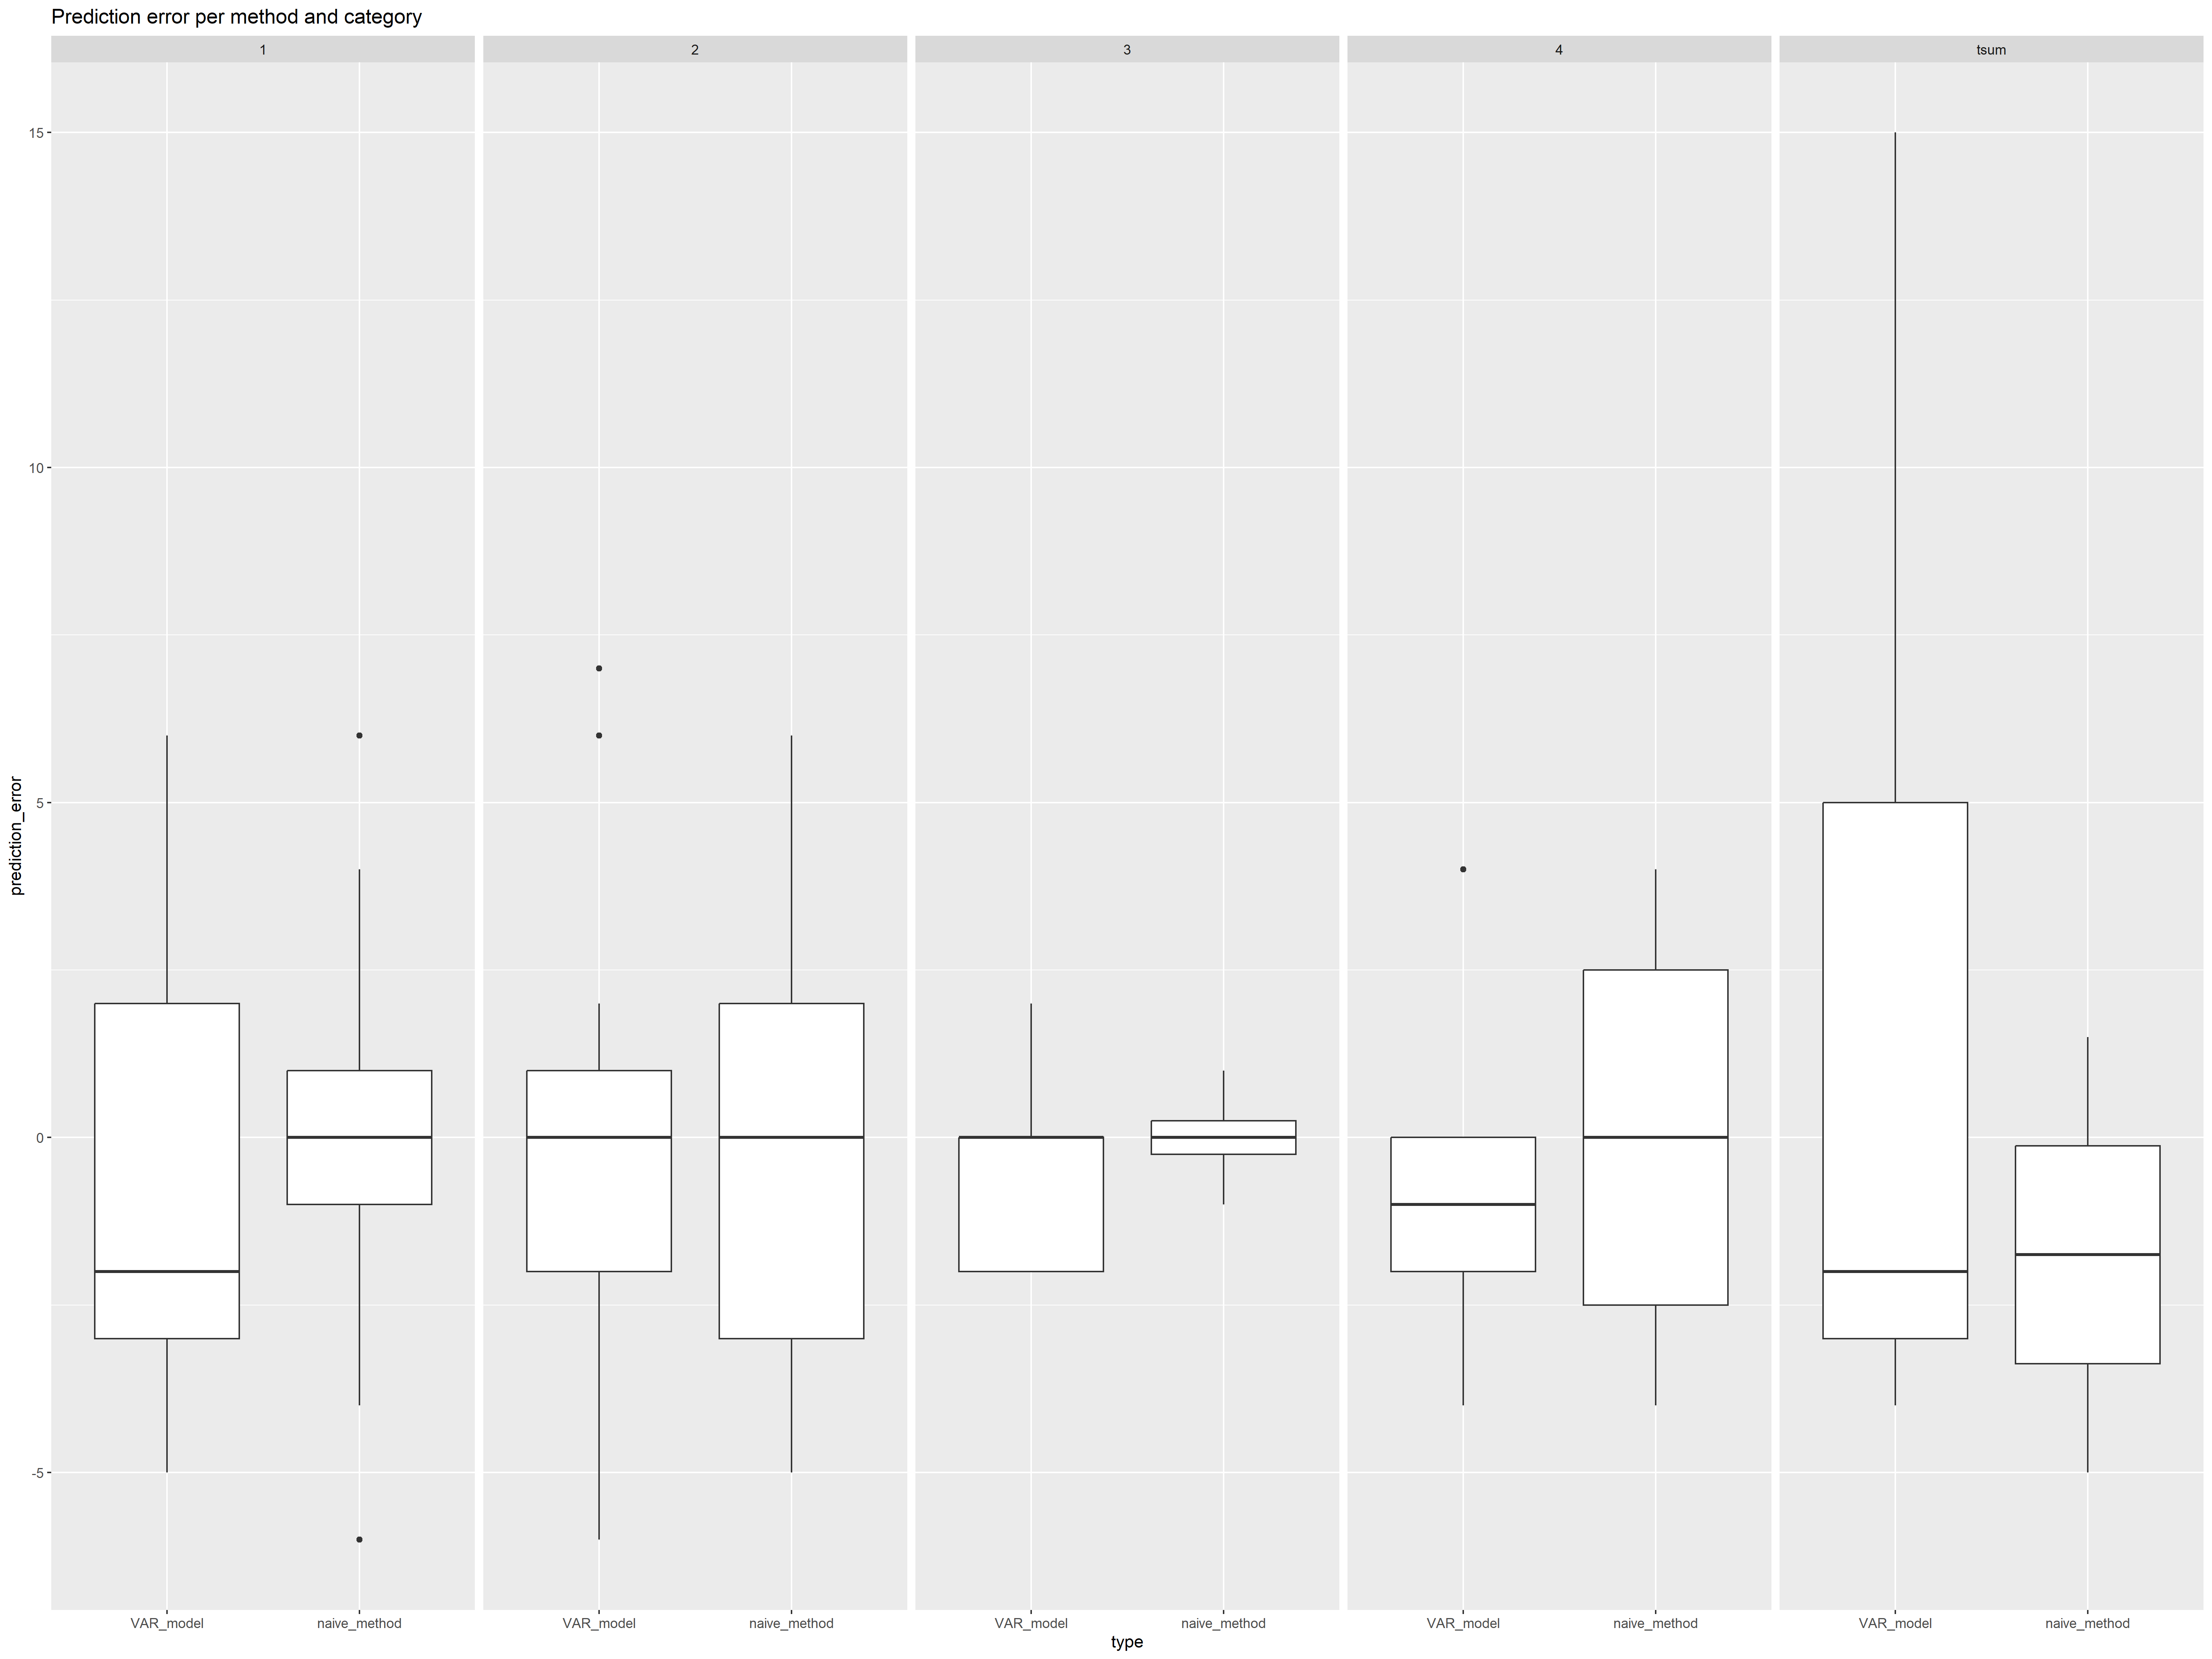 Prediction error per method and category
1 2 3 4 tsum
15
10
5
0
-5
prediction_error
VAR_model naive_method VAR_model naive_method VAR_model naive_method VAR_model naive_method VAR_model naive_method
type